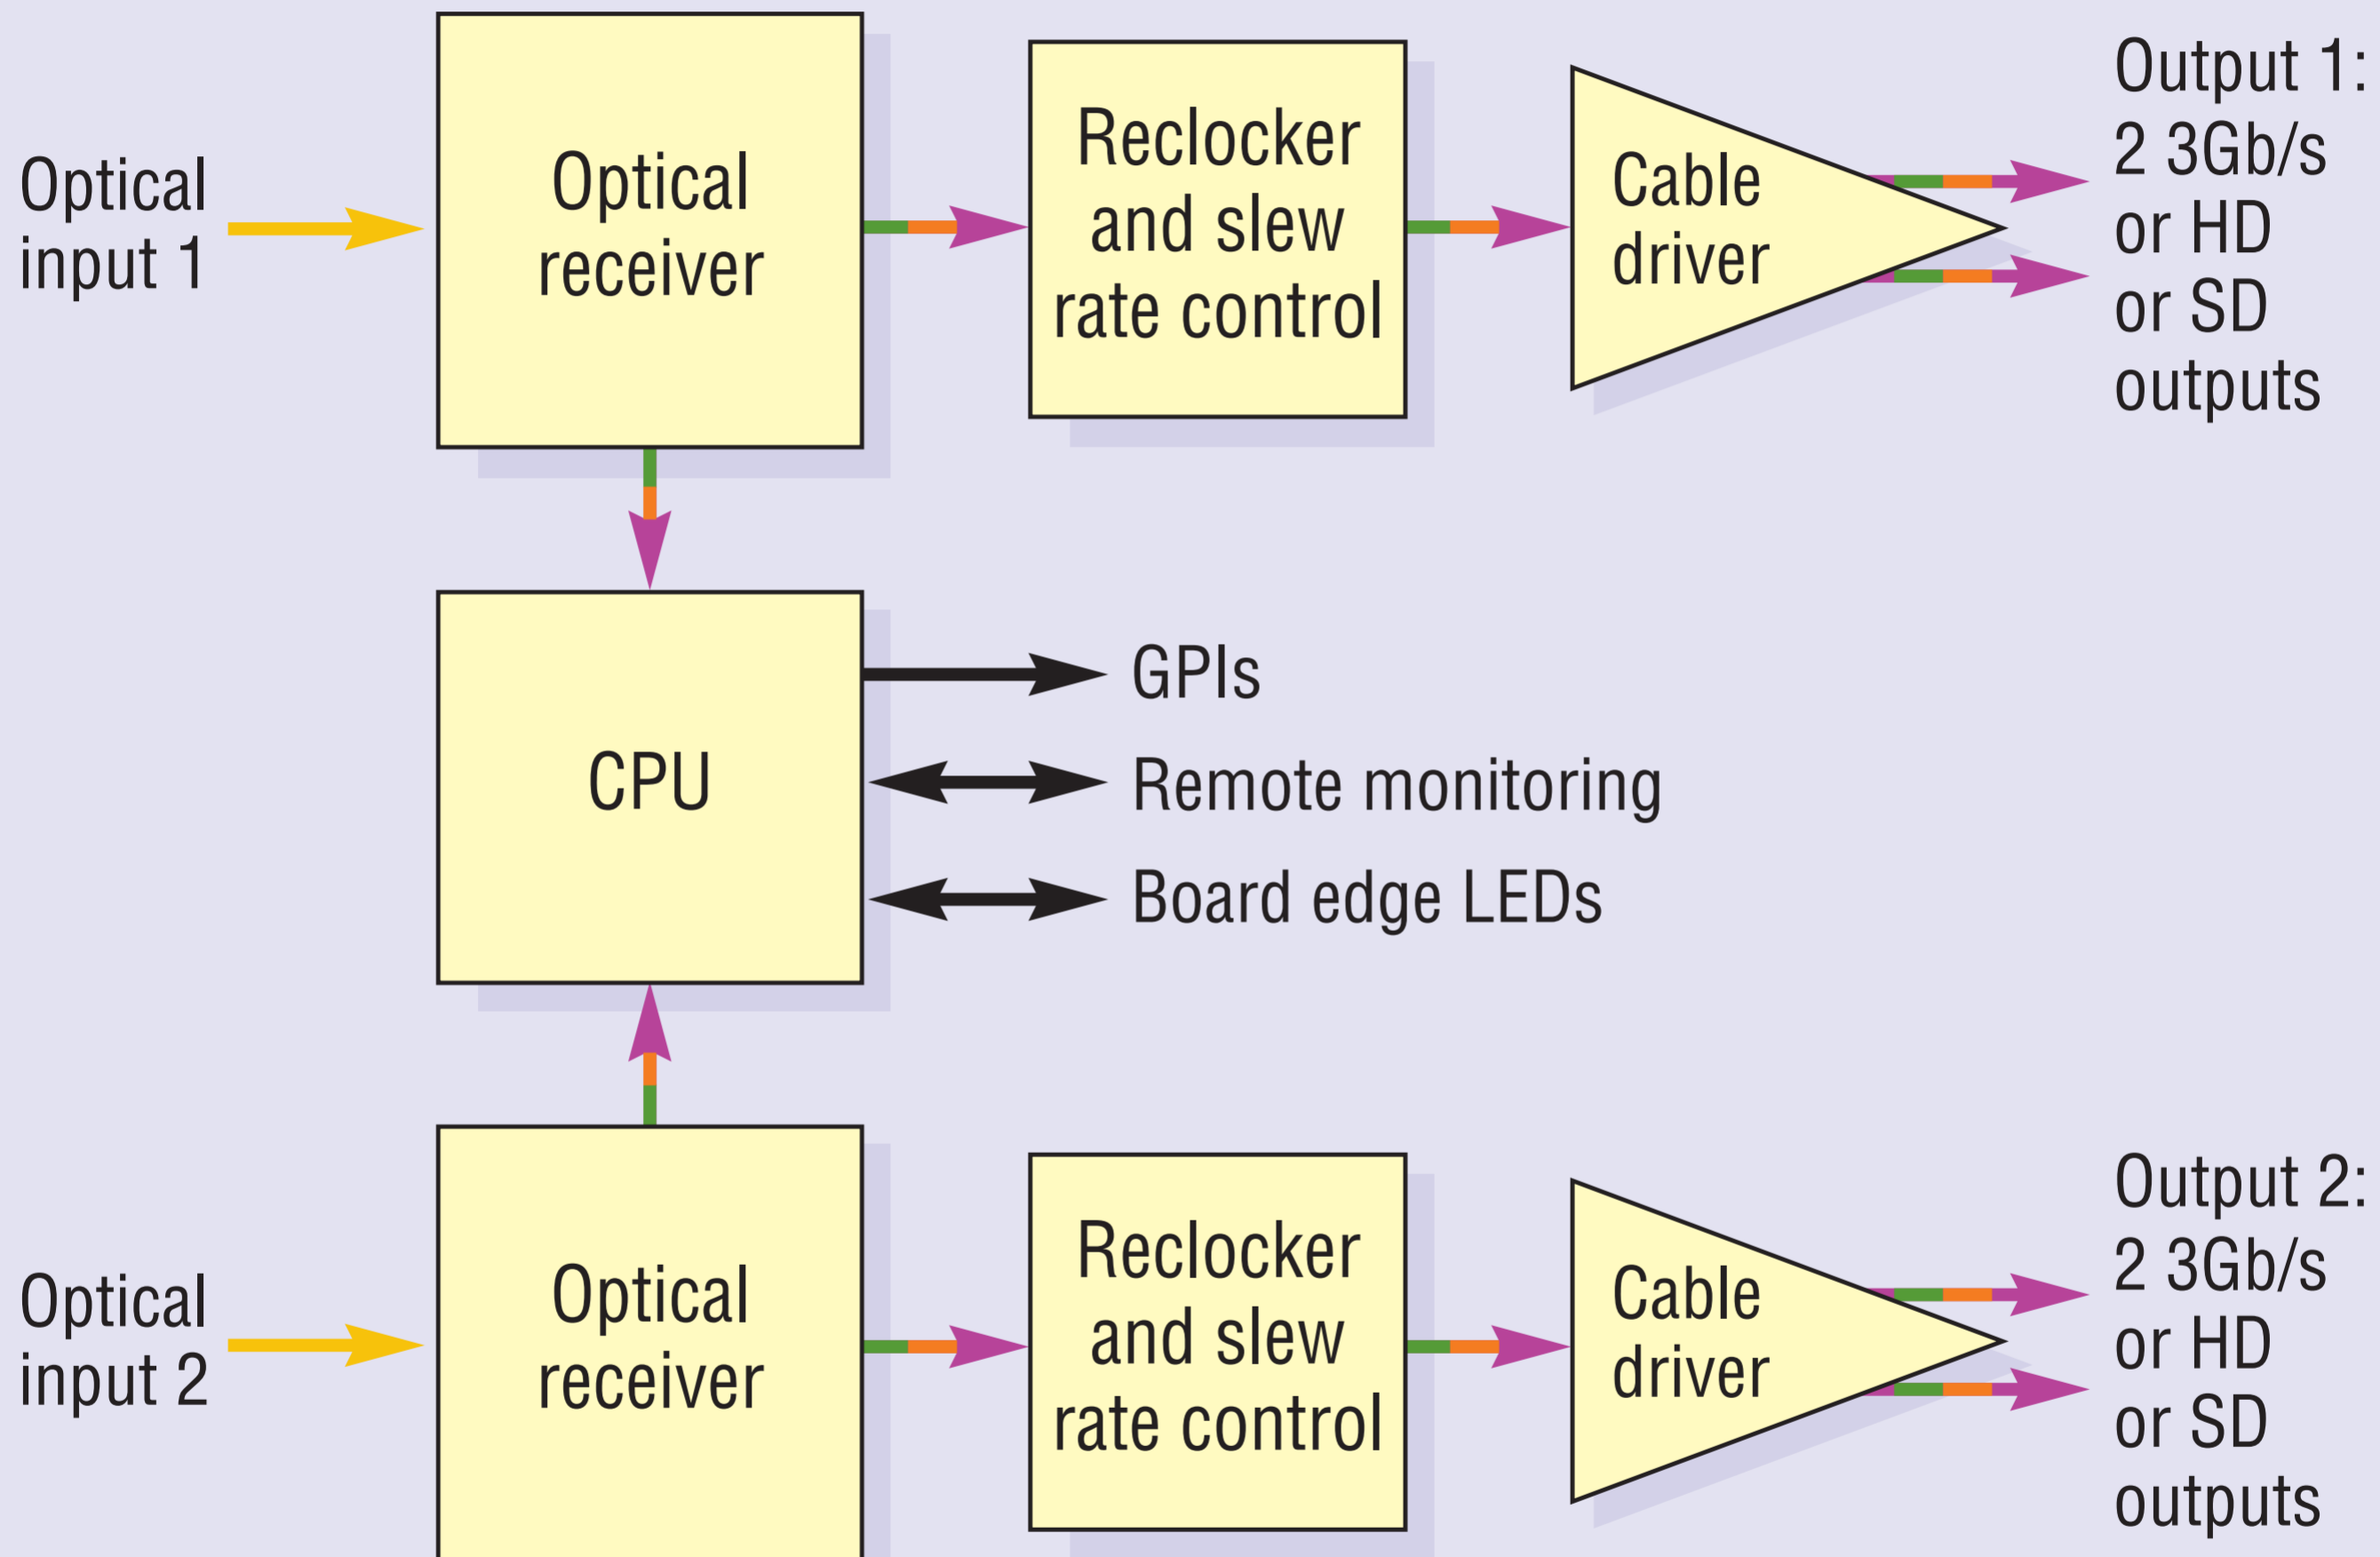 Optical
input 1
Optical
receiver
Reclocker
and slew
rate control
Cable
driver
Output 1:
2 3Gb/s
or HD
or SD
outputs
CPU
GPIs
Remote monitoring
Board edge LEDs
Optical
input 2
Optical
receiver
Reclocker
and slew
rate control
Cable
driver
Output 2:
2 3Gb/s
or HD
or SD
outputs